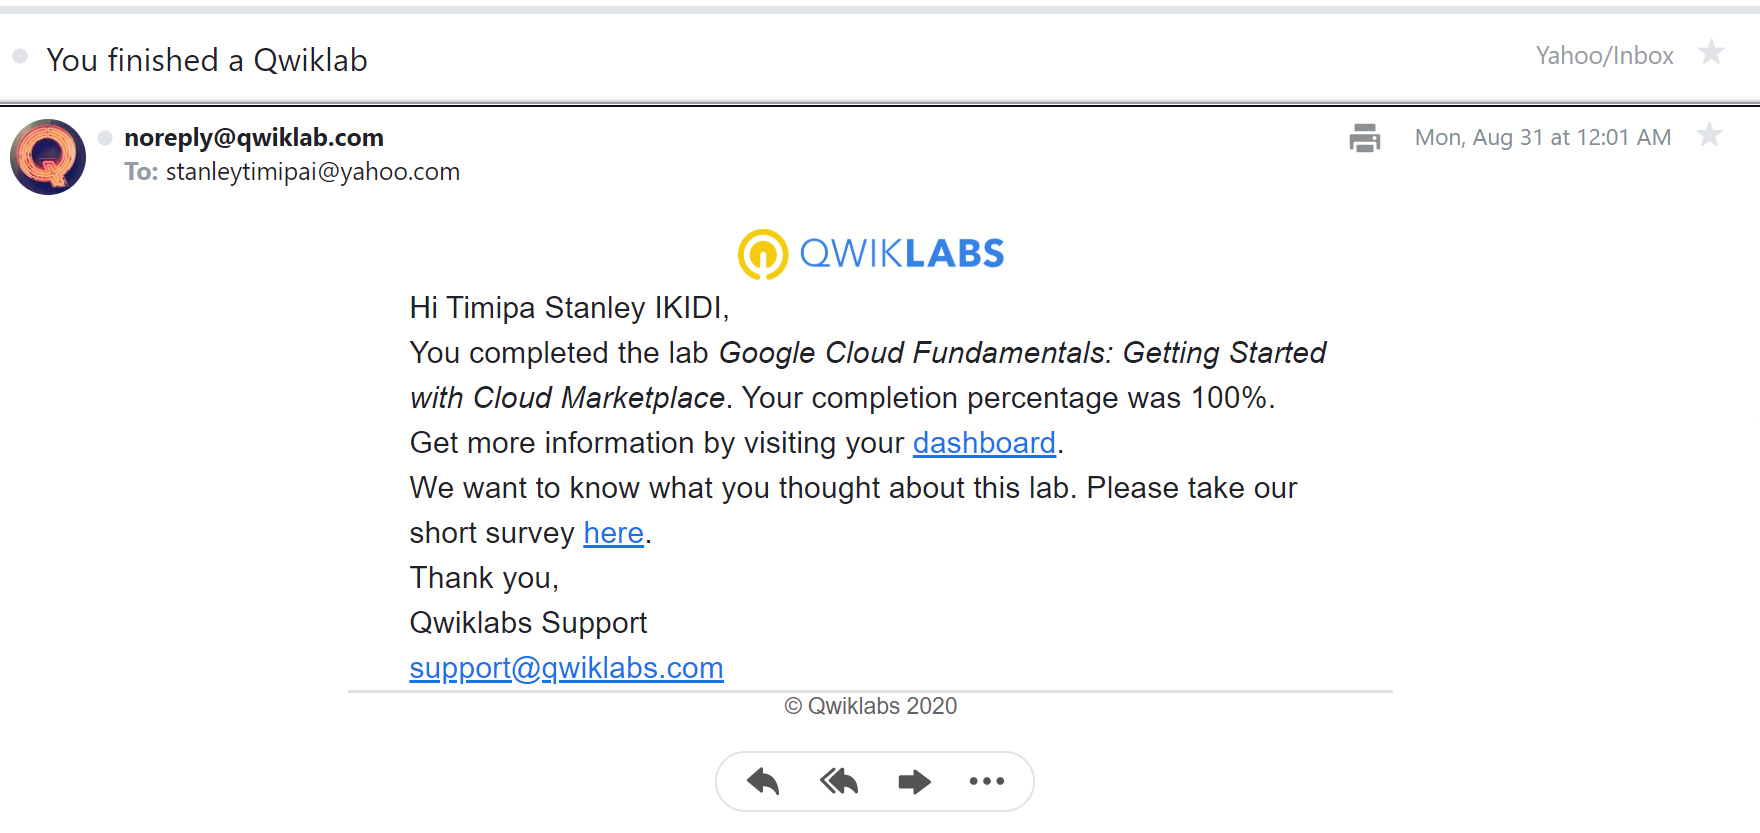 You finished a Qwiklab
Yahoo/Inbox
noreply@qwiklab.com
Mon, Aug 31 at 12:01 AM
To: stanleytimipai@yahoo.com
QWIKLABS
Hi Timipa Stanley IKIDI,
You completed the lab Google Cloud Fundamentals: Getting Started
with Cloud Marketplace. Your completion percentage was 100%.
Get more information by visiting your dashboard.
We want to know what you thought about this lab. Please take our
short survey here.
Thank you,
Qwiklabs Support
support@qwiklabs.com
© Qwiklabs 2020